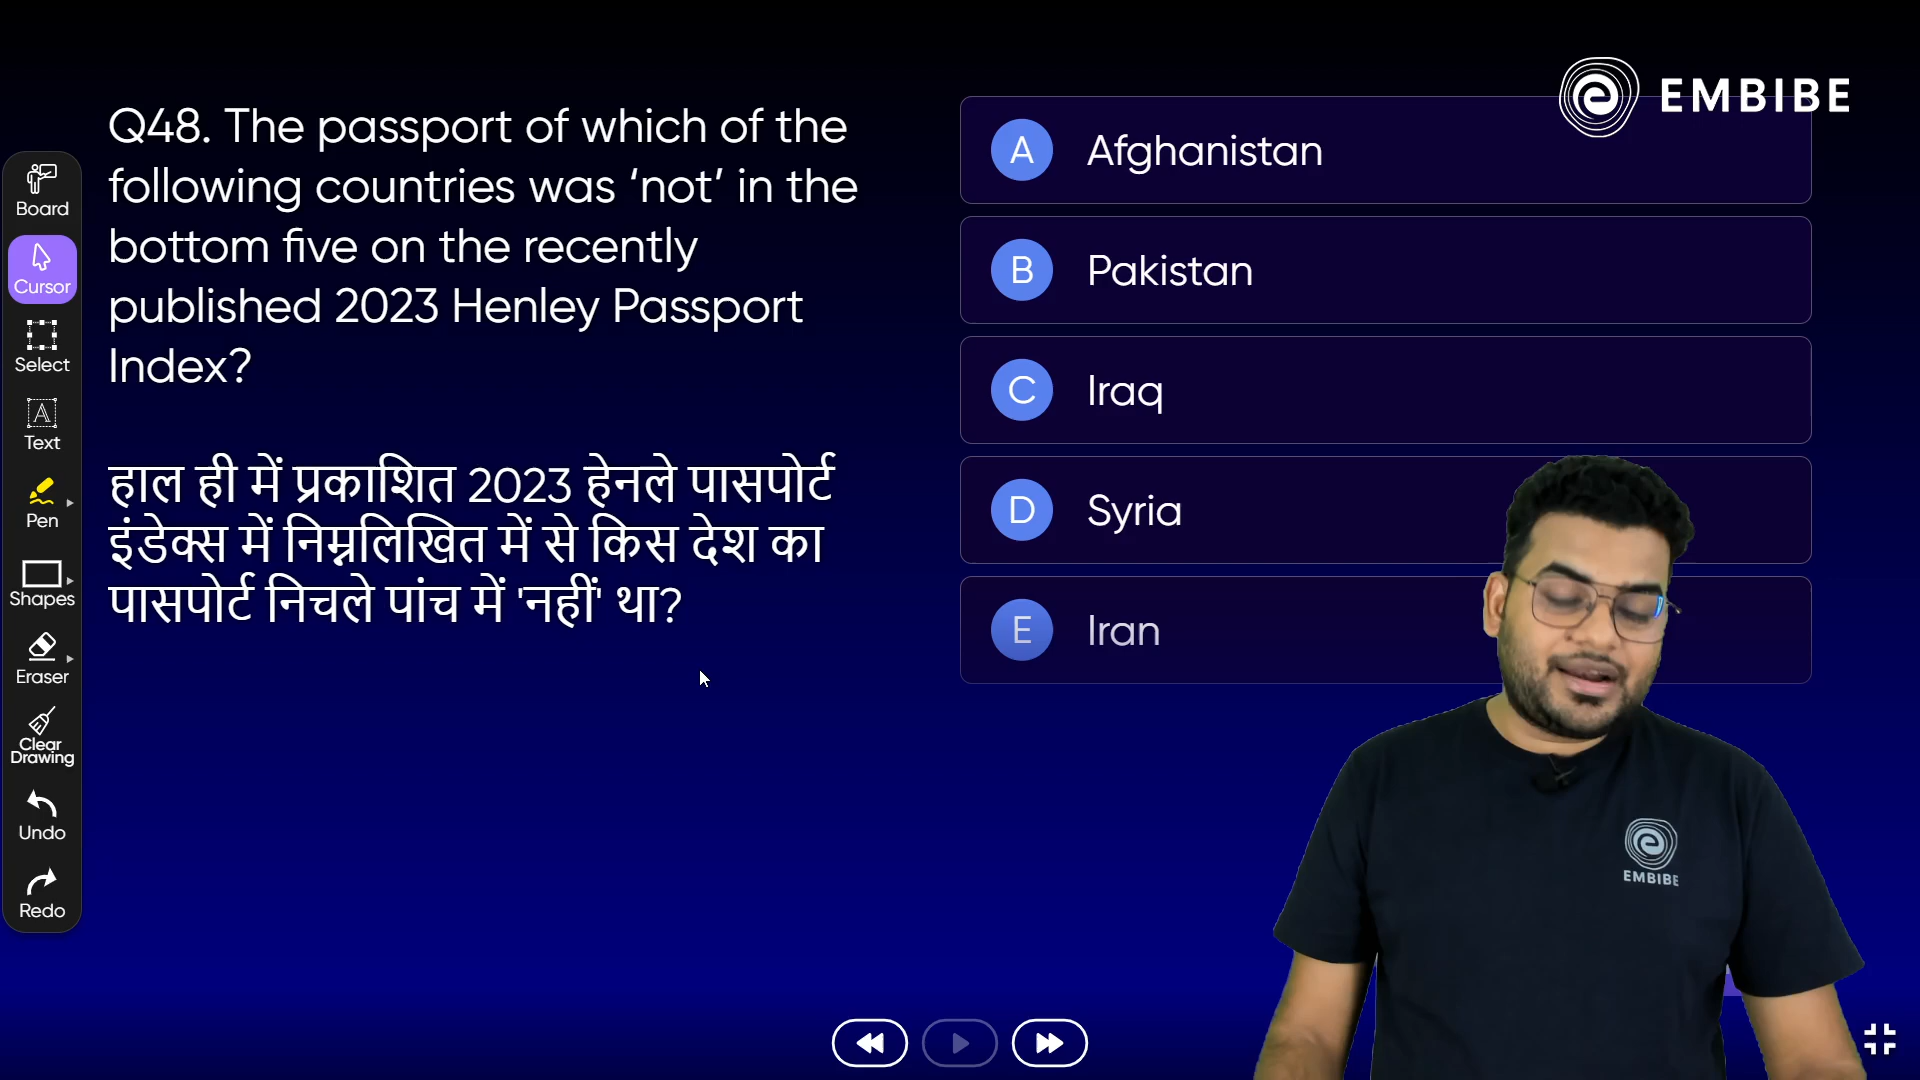 EMBIBE
Q48. The passport of which of the
following countries was ‘not’ in the
bottom five on the recently
published 2023 Henley Passport
Index?
हाल ही में प्रकाशित 2023 हेनले पासपोर्ट
इंडेक्स में निम्नलिखित में से किस देश का
पासपोर्ट निचले पांच में 'नहीं' था?
A Afghanistan
B Pakistan
C Iraq
D Syria
E Iran
Board
Cursor
Select
A
Text
Pen
Shapes
Eraser
Clear
Drawing
Undo
Redo
EMBIBE